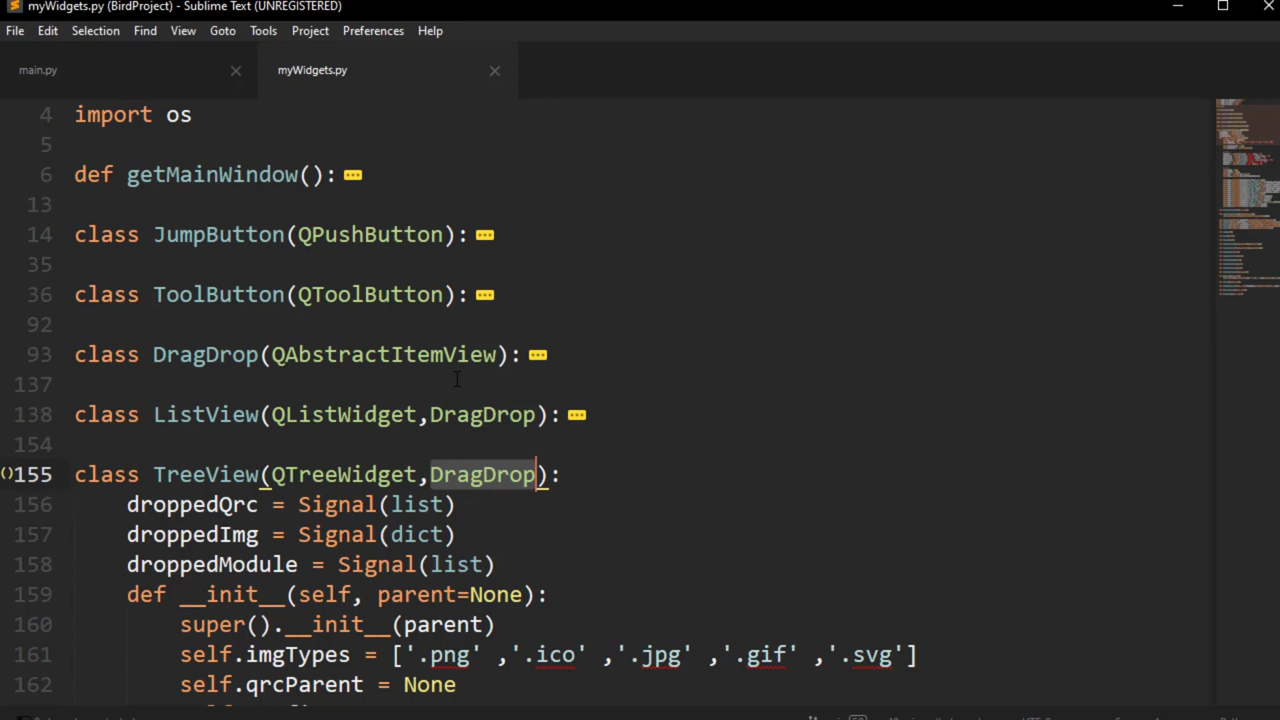 myWidgets.py (BirdProject) - Sublime Text (UNREGISTERED)
File Edit Selection Find View Goto Tools Project Preferences Help
main.py myWidgets.py
4 import os
5
6 def getMainWindow():
13
14 class JumpButton(QPushButton):
35
36 class ToolButton(QToolButton):
92
93 class DragDrop(QAbstractItemView):
137
138 class ListView(QListWidget,DragDrop):
154
155 class TreeView(QTreeWidget,DragDrop):
156 droppedQrc = Signal(list)
157 droppedImg = Signal(dict)
158 droppedModule = Signal(list)
159 def __init__(self, parent=None):
160 super().__init__(parent)
161 self.imgTypes = ['.png' ,'.ico' ,'.jpg' ,'.gif' ,'.svg']
162 self.qrcParent = None